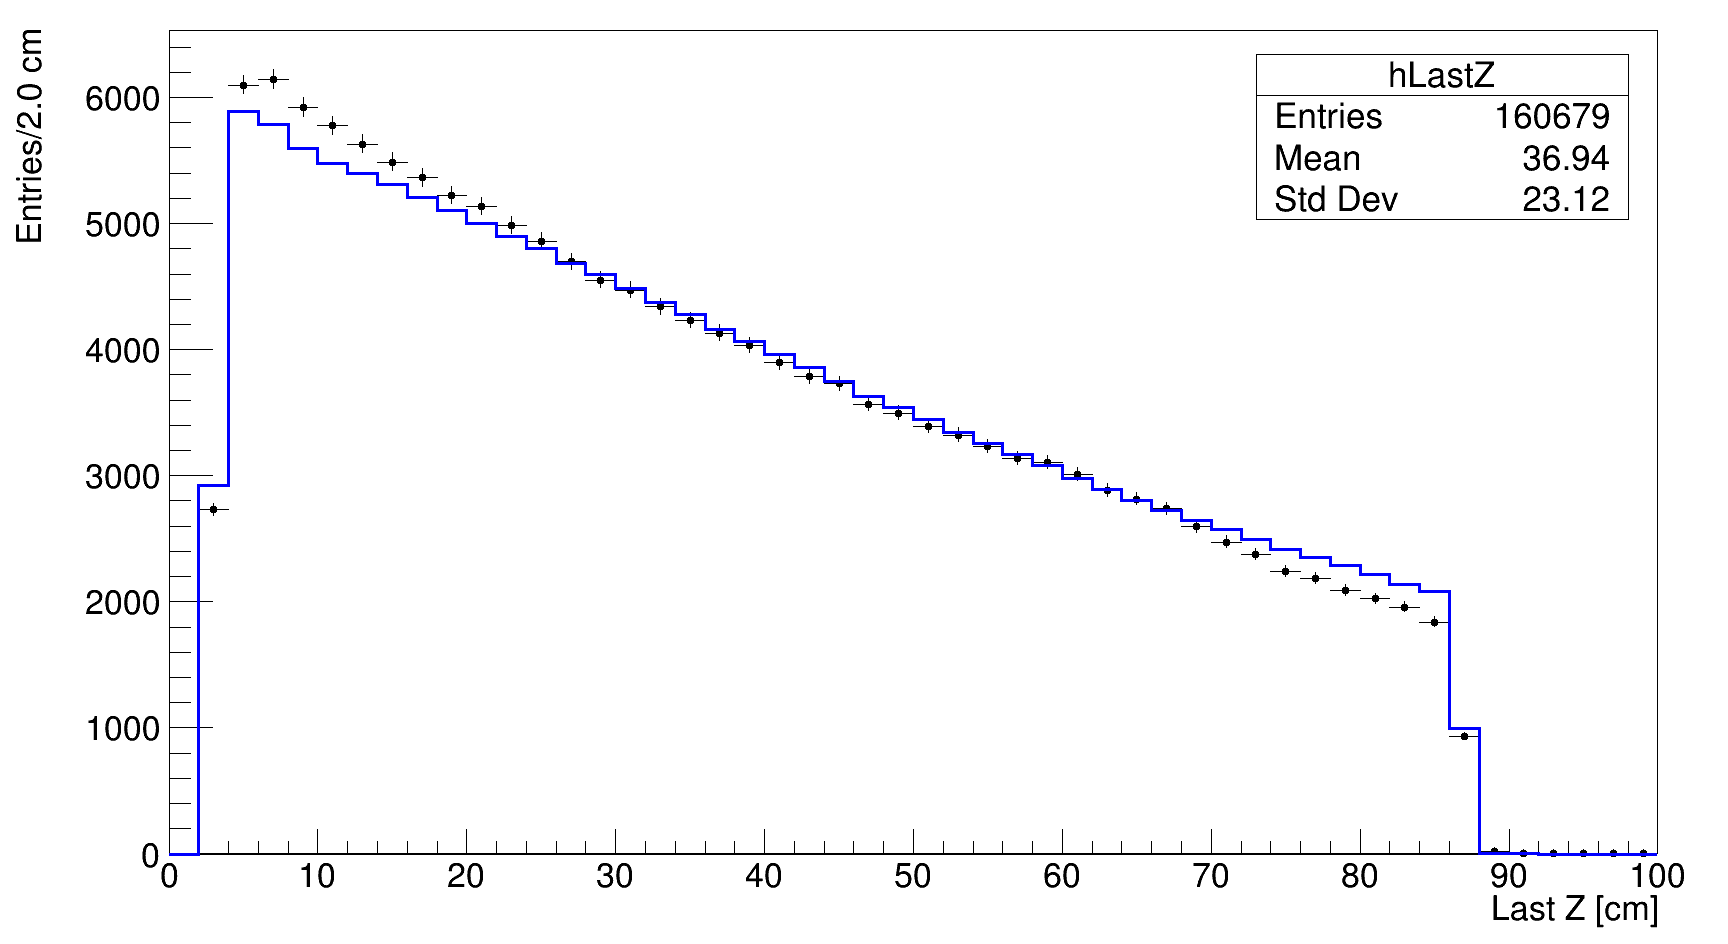 Entries/2.0 cm
hLastZ
Entries 160679
Mean 36.94
Std Dev 23.12
6000
5000
4000
3000
2000
1000
0
0 10 20 30 40 50 60 70 80 90 100
Last Z [cm]